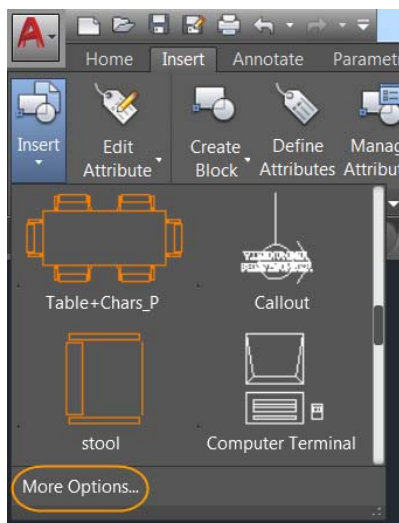 A
Home Insert Annotate Parametr
Insert
Edit
Attribute
Create
Block
Define
Attributes
Manag
Attribut
Table+Chars_P
Callout
stool
Computer Terminal
More Options...